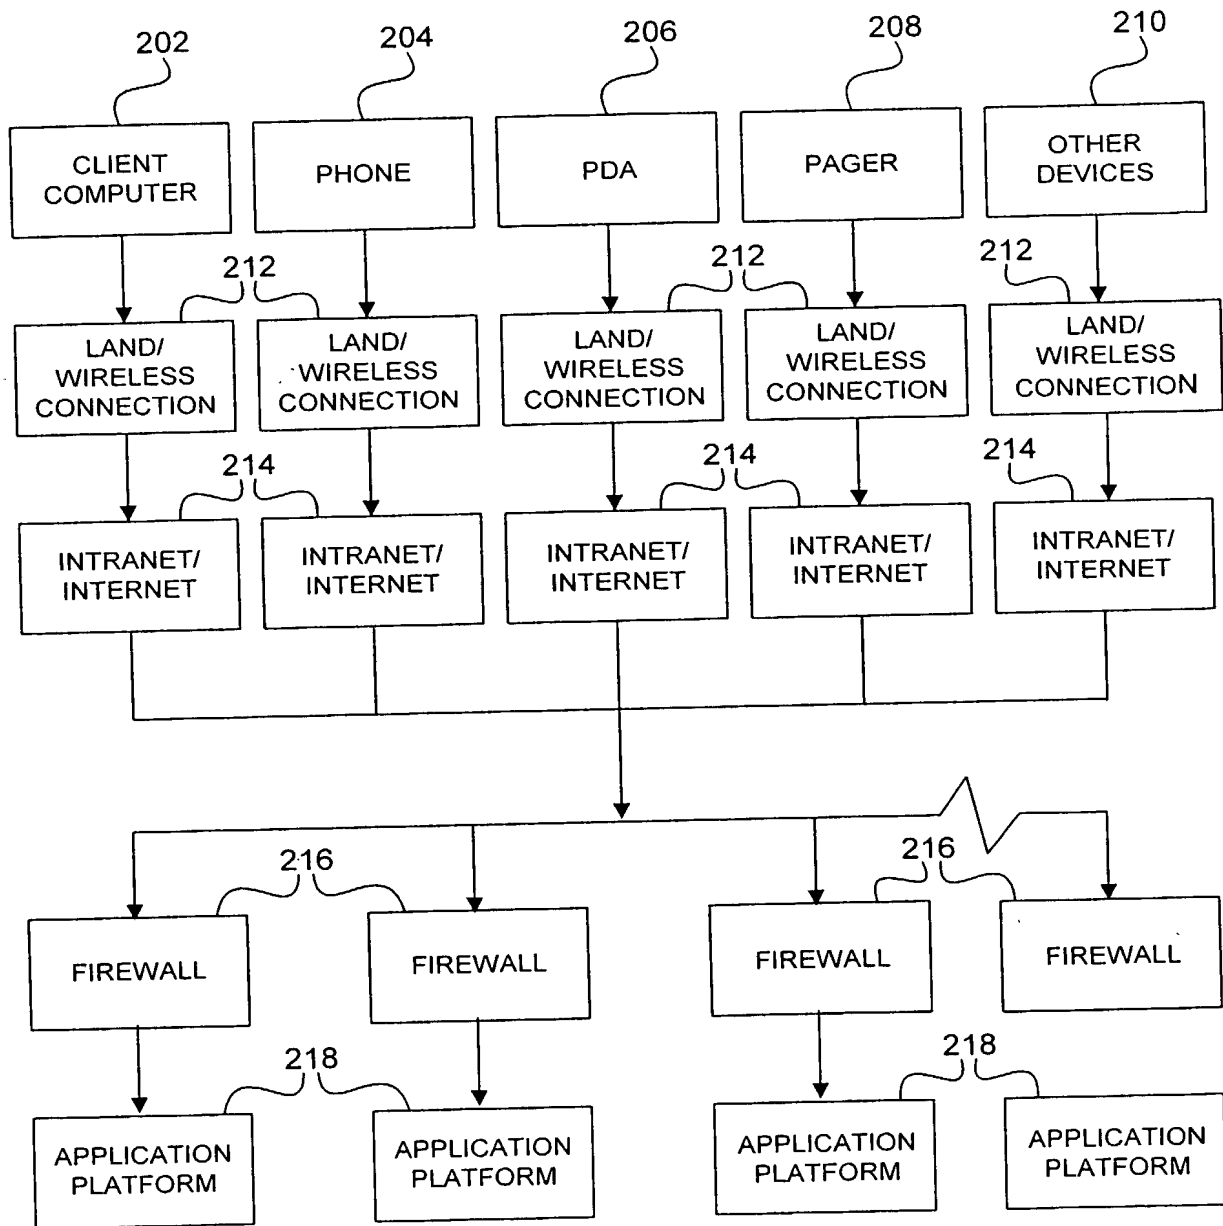 202
204
206
208
210
CLIENT
COMPUTER
PHONE
PDA
PAGER
OTHER
DEVICES
212
212
212
LAND/
WIRELESS
CONNECTION
LAND/
WIRELESS
CONNECTION
LAND/
WIRELESS
CONNECTION
LAND/
WIRELESS
CONNECTION
LAND/
WIRELESS
CONNECTION
214
214
214
INTRANET/
INTERNET
INTRANET/
INTERNET
INTRANET/
INTERNET
INTRANET/
INTERNET
INTRANET/
INTERNET
216
216
FIREWALL
FIREWALL
FIREWALL
FIREWALL
218
218
APPLICATION
PLATFORM
APPLICATION
PLATFORM
APPLICATION
PLATFORM
APPLICATION
PLATFORM